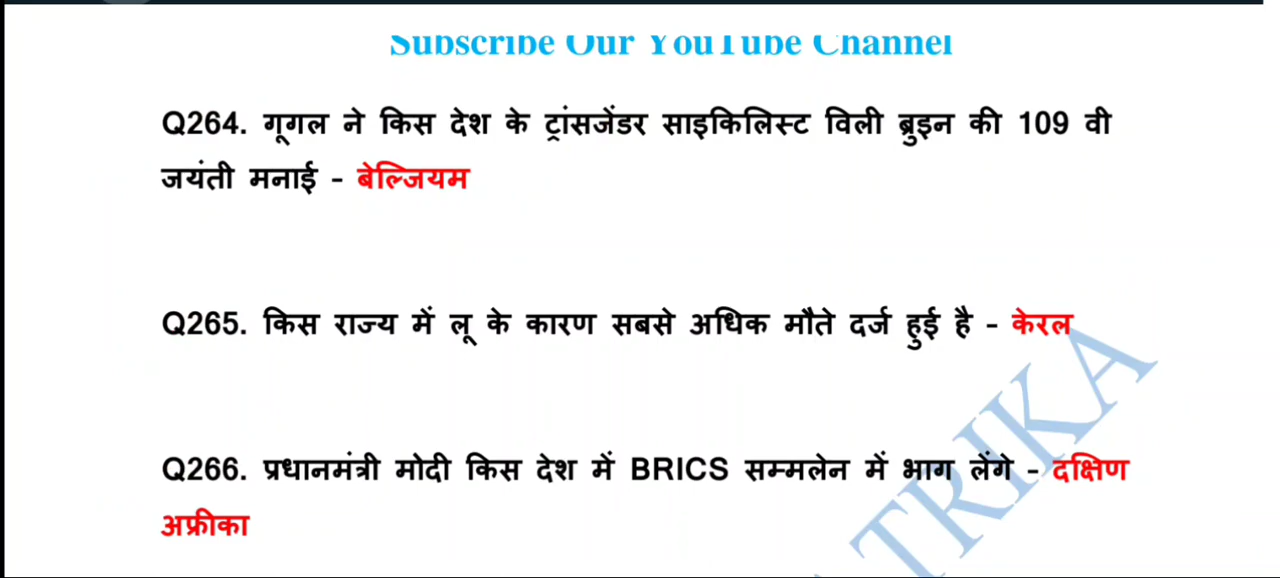 Subscribe Our YouTube Channel
Q264. गूगल ने किस देश के ट्रांसजेंडर साइकिलिस्ट विली ब्रुइन की 109 वी
जयंती मनाई - बेल्जियम
Q265. किस राज्य में लू के कारण सबसे अधिक मौते दर्ज हुई है - केरल
Q266. प्रधानमंत्री मोदी किस देश में BRICS सम्मलेन में भाग लेंगे - दक्षिण
अफ्रीका
TRIKA